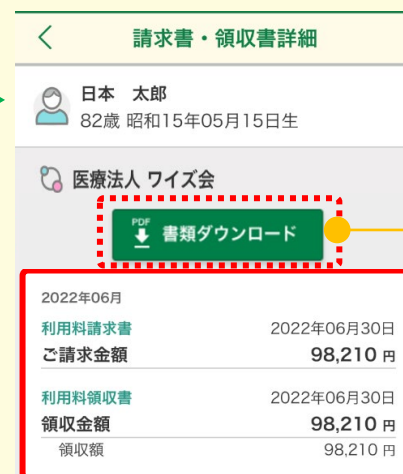 請求書・領収書詳細
日本　太郎
82歳 昭和15年05月15日生
医療法人 ワイズ会
PDF 書類ダウンロード
2022年06月
利用料請求書 2022年06月30日
ご請求金額 98,210 円
利用料領収書 2022年06月30日
領収金額 98,210 円
領収額 98,210 円